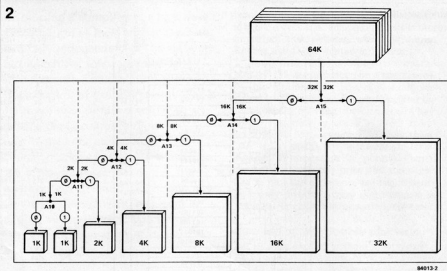 2
64K
32K 32K
Ø A15 1
16K 16K
Ø A14 1
8K 8K
Ø A13 1
4K 4K
Ø A12 1
2K 2K
Ø A11 1
1K 1K
A10
Ø 1
1K 1K 2K 4K 8K 16K 32K
84013-2